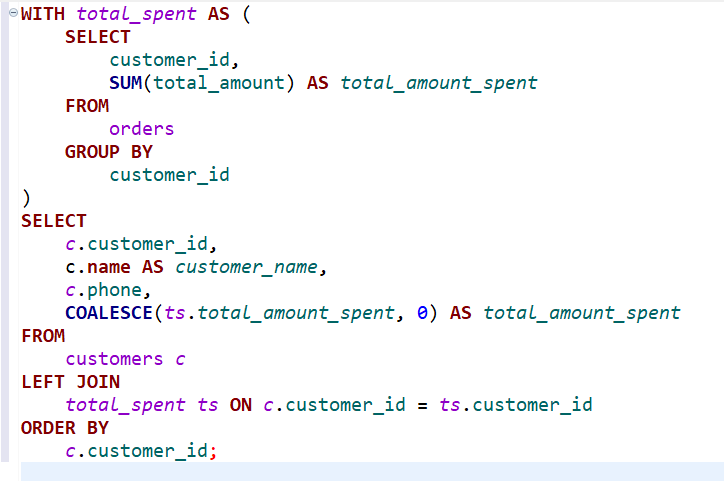 WITH total_spent AS (
    SELECT
        customer_id,
        SUM(total_amount) AS total_amount_spent
    FROM
        orders
    GROUP BY
        customer_id
)
SELECT
    c.customer_id,
    c.name AS customer_name,
    c.phone,
    COALESCE(ts.total_amount_spent, 0) AS total_amount_spent
FROM
    customers c
LEFT JOIN
    total_spent ts ON c.customer_id = ts.customer_id
ORDER BY
    c.customer_id;